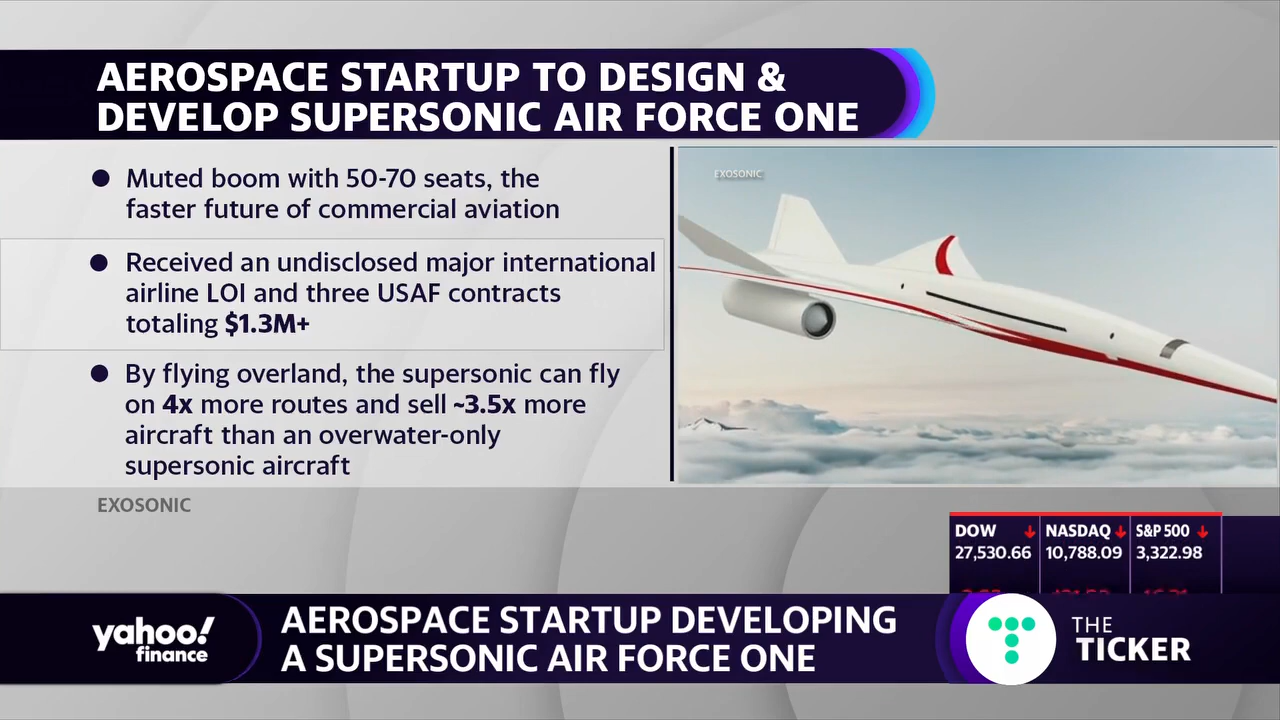 AEROSPACE STARTUP TO DESIGN &
DEVELOP SUPERSONIC AIR FORCE ONE
Muted boom with 50-70 seats, the
faster future of commercial aviation
Received an undisclosed major international
airline LOI and three USAF contracts
totaling $1.3M+
By flying overland, the supersonic can fly
on 4x more routes and sell ~3.5x more
aircraft than an overwater-only
supersonic aircraft
EXOSONIC
EXOSONIC
DOW
27,530.66
NASDAQ
10,788.09
S&P 500
3,322.98
yahoo!
finance
AEROSPACE STARTUP DEVELOPING
A SUPERSONIC AIR FORCE ONE
THE
TICKER